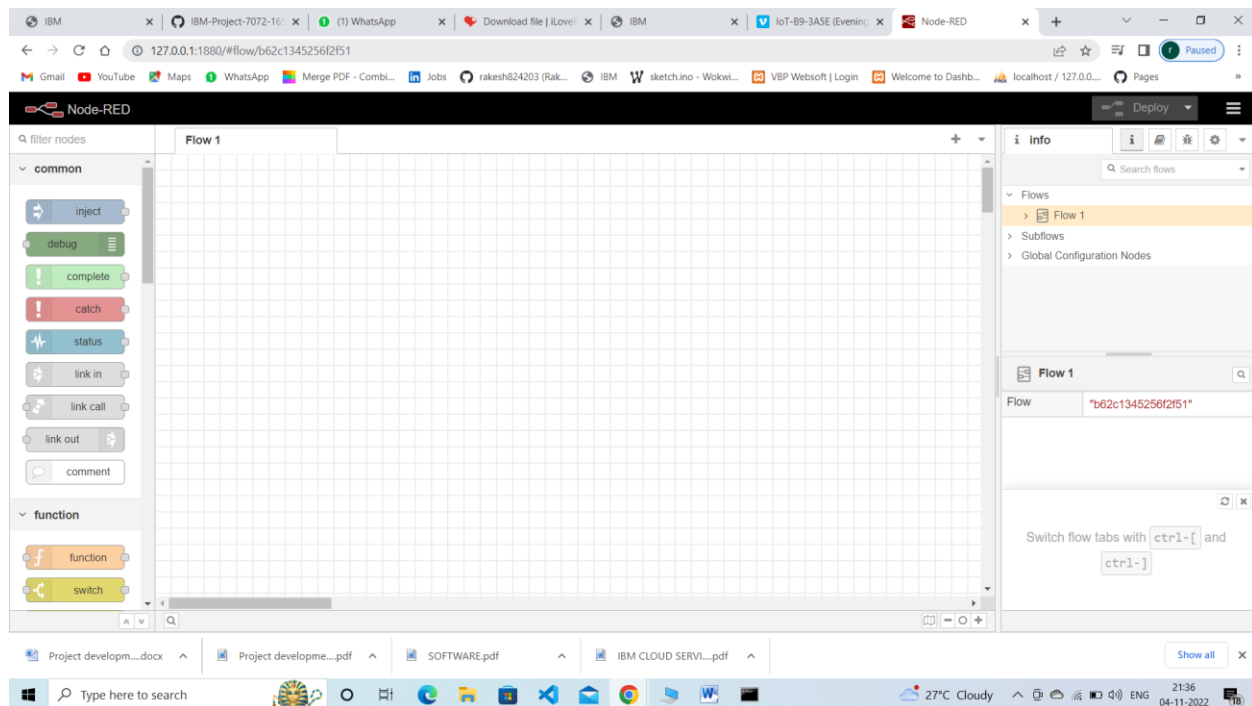 IBM
IBM-Project-7072-16
(1) WhatsApp
Download file | iLoveP
IBM
IoT-B9-3A5E (Evening
Node-RED
127.0.0.1:1880/#flow/b62c1345256f2f51
r
Paused
Gmail
YouTube
Maps
WhatsApp
Merge PDF - Combi...
Jobs
rakesh824203 (Rak...
IBM
sketch.ino - Wokwi...
VBP Websoft | Login
Welcome to Dashb...
localhost / 127.0.0....
Pages
Node-RED
Deploy
filter nodes
Flow 1
i info
i
Search flows
common
inject
debug
complete
catch
status
link in
link call
link out
comment
function
function
switch
Flows
Flow 1
Subflows
Global Configuration Nodes
Flow 1
Flow
"b62c1345256f2f51"
Switch flow tabs with ctrl-[ and
ctrl-]
Project developm....docx
Project developme....pdf
SOFTWARE.pdf
IBM CLOUD SERVI....pdf
Show all
Type here to search
27°C Cloudy
ENG
21:36
04-11-2022
18